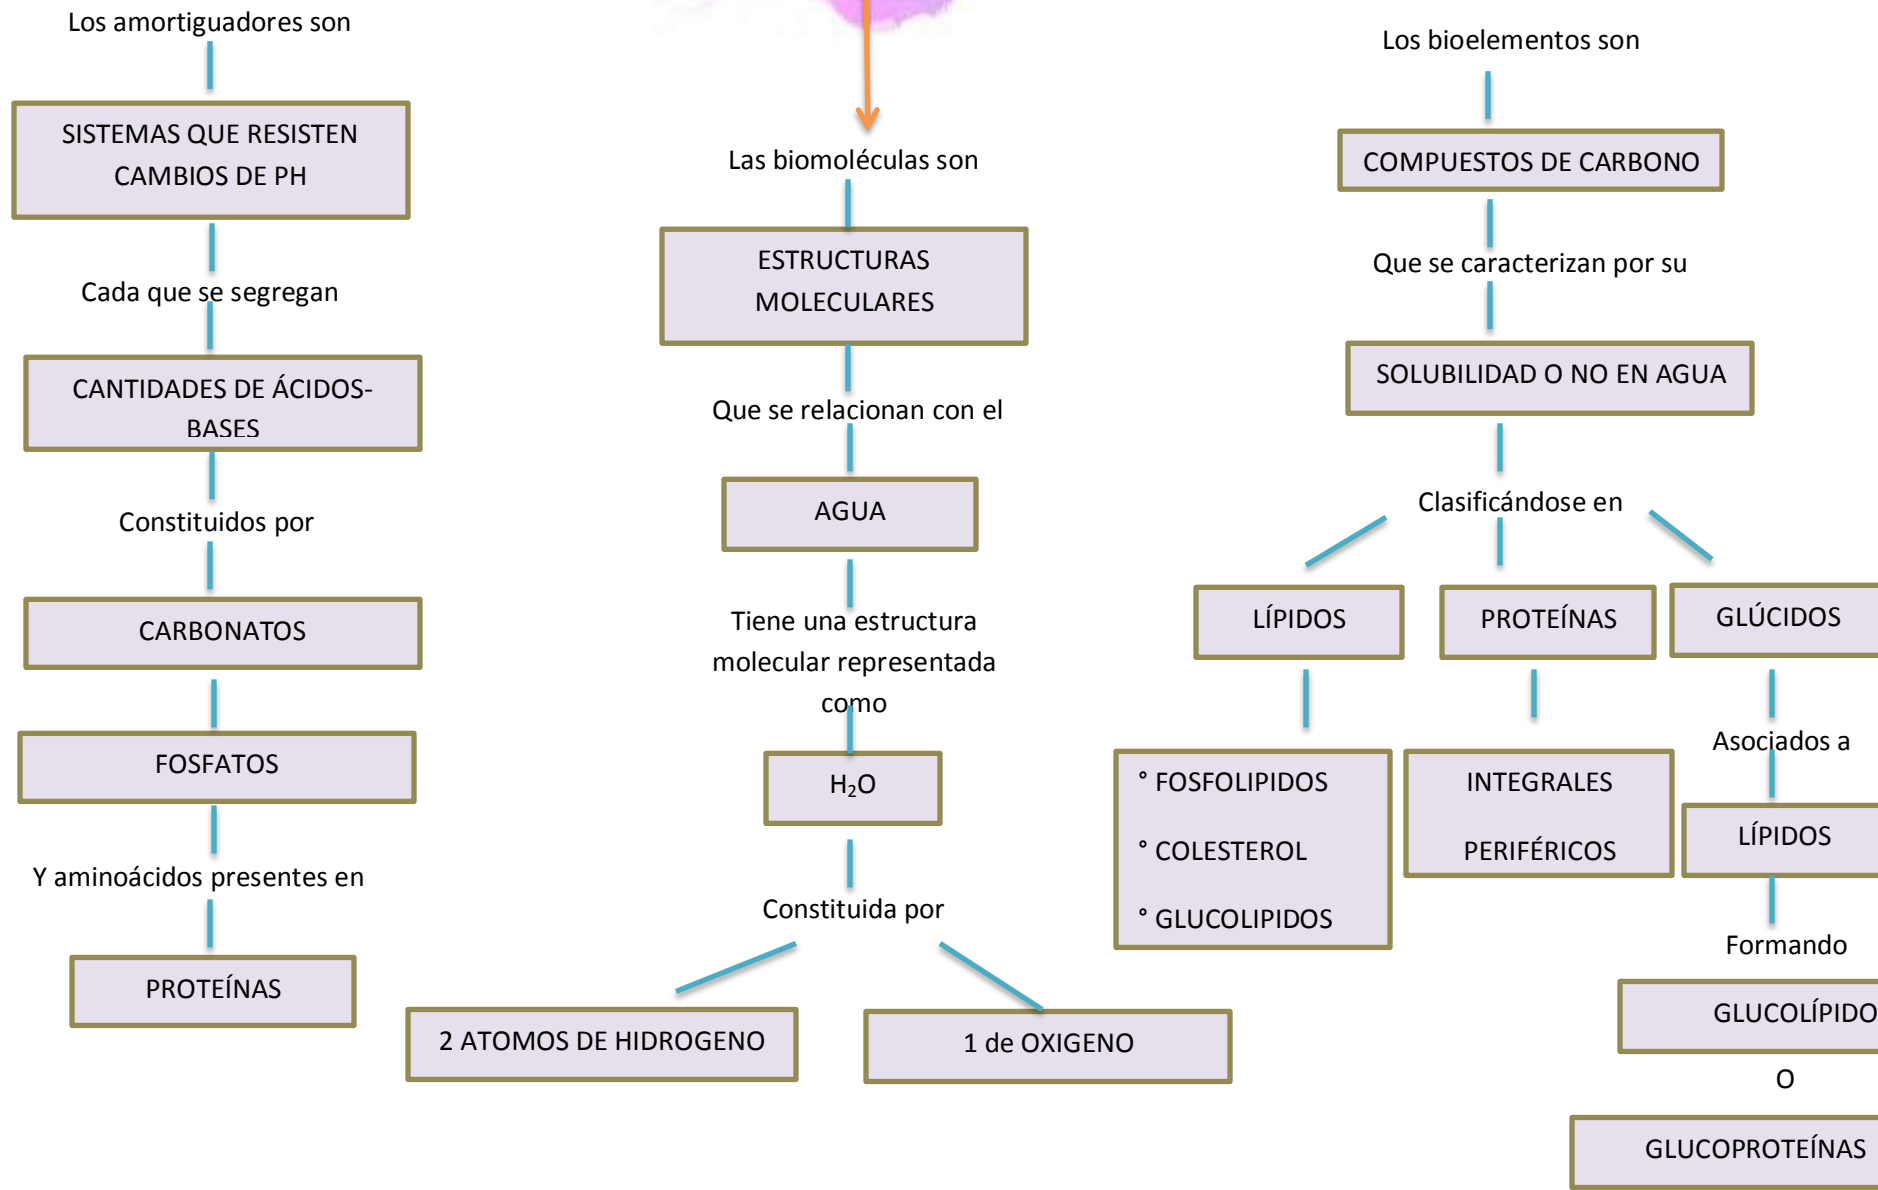 Los amortiguadores son
SISTEMAS QUE RESISTEN
CAMBIOS DE PH
Cada que se segregan
CANTIDADES DE ÁCIDOS-
BASES
Constituidos por
CARBONATOS
FOSFATOS
Y aminoácidos presentes en
PROTEÍNAS
Las biomoléculas son
ESTRUCTURAS
MOLECULARES
Que se relacionan con el
AGUA
Tiene una estructura
molecular representada
como
H₂O
Constituida por
2 ATOMOS DE HIDROGENO
1 de OXIGENO
Los bioelementos son
COMPUESTOS DE CARBONO
Que se caracterizan por su
SOLUBILIDAD O NO EN AGUA
Clasificándose en
LÍPIDOS
° FOSFOLIPIDOS
° COLESTEROL
° GLUCOLIPIDOS
PROTEÍNAS
INTEGRALES
PERIFÉRICOS
GLÚCIDOS
Asociados a
LÍPIDOS
Formando
GLUCOLÍPIDO
O
GLUCOPROTEÍNAS